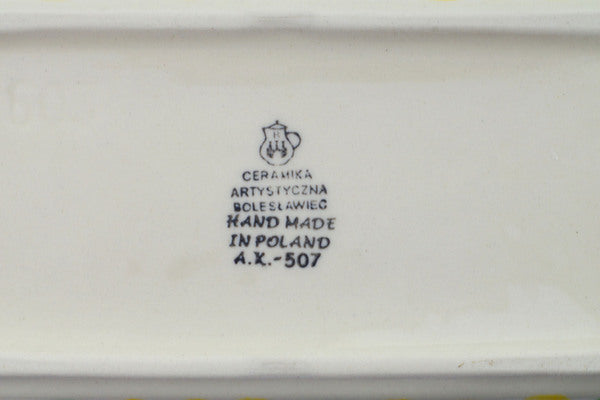 B
CERAMIKA
ARTYSTYCZNA
BOLESŁAWIEC
HAND MADE
IN POLAND
A.K.-507